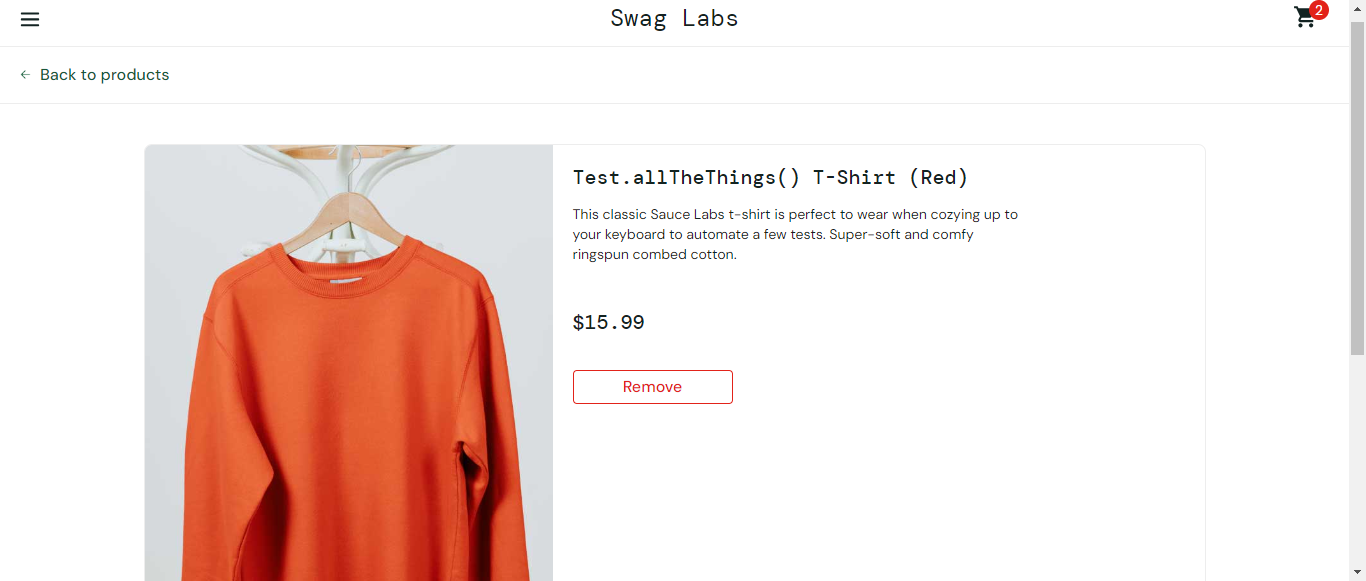 Swag Labs
2
Back to products
Test.allTheThings() T-Shirt (Red)
This classic Sauce Labs t-shirt is perfect to wear when cozying up to
your keyboard to automate a few tests. Super-soft and comfy
ringspun combed cotton.
$15.99
Remove